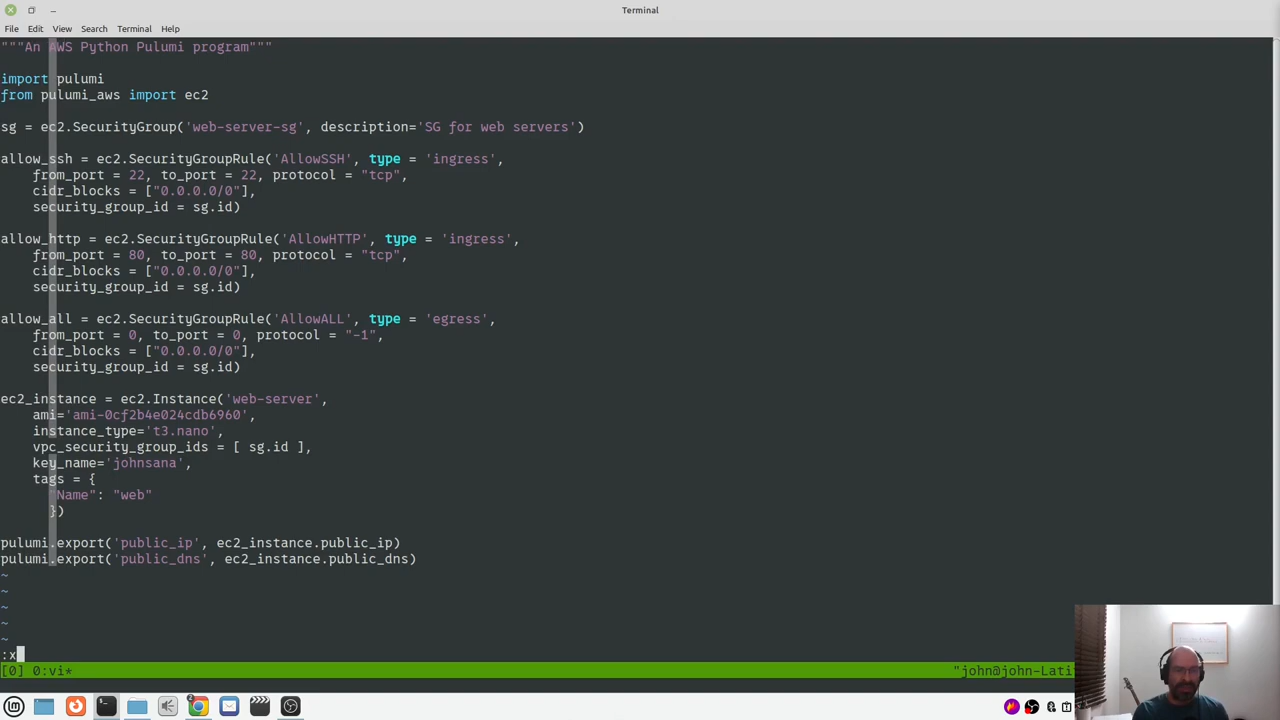 Terminal
File Edit View Search Terminal Help
"""An AWS Python Pulumi program"""
import pulumi
from pulumi_aws import ec2
sg = ec2.SecurityGroup('web-server-sg', description='SG for web servers')
allow_ssh = ec2.SecurityGroupRule('AllowSSH', type = 'ingress',
    from_port = 22, to_port = 22, protocol = "tcp",
    cidr_blocks = ["0.0.0.0/0"],
    security_group_id = sg.id)
allow_http = ec2.SecurityGroupRule('AllowHTTP', type = 'ingress',
    from_port = 80, to_port = 80, protocol = "tcp",
    cidr_blocks = ["0.0.0.0/0"],
    security_group_id = sg.id)
allow_all = ec2.SecurityGroupRule('AllowALL', type = 'egress',
    from_port = 0, to_port = 0, protocol = "-1",
    cidr_blocks = ["0.0.0.0/0"],
    security_group_id = sg.id)
ec2_instance = ec2.Instance('web-server',
    ami='ami-0cf2b4e024cdb6960',
    instance_type='t3.nano',
    vpc_security_group_ids = [ sg.id ],
    key_name='johnsana',
    tags = {
      "Name": "web"
      })
pulumi.export('public_ip', ec2_instance.public_ip)
pulumi.export('public_dns', ec2_instance.public_dns)
~
~
~
~
~
:x
[0] 0:vi* "john@john-Lati
2